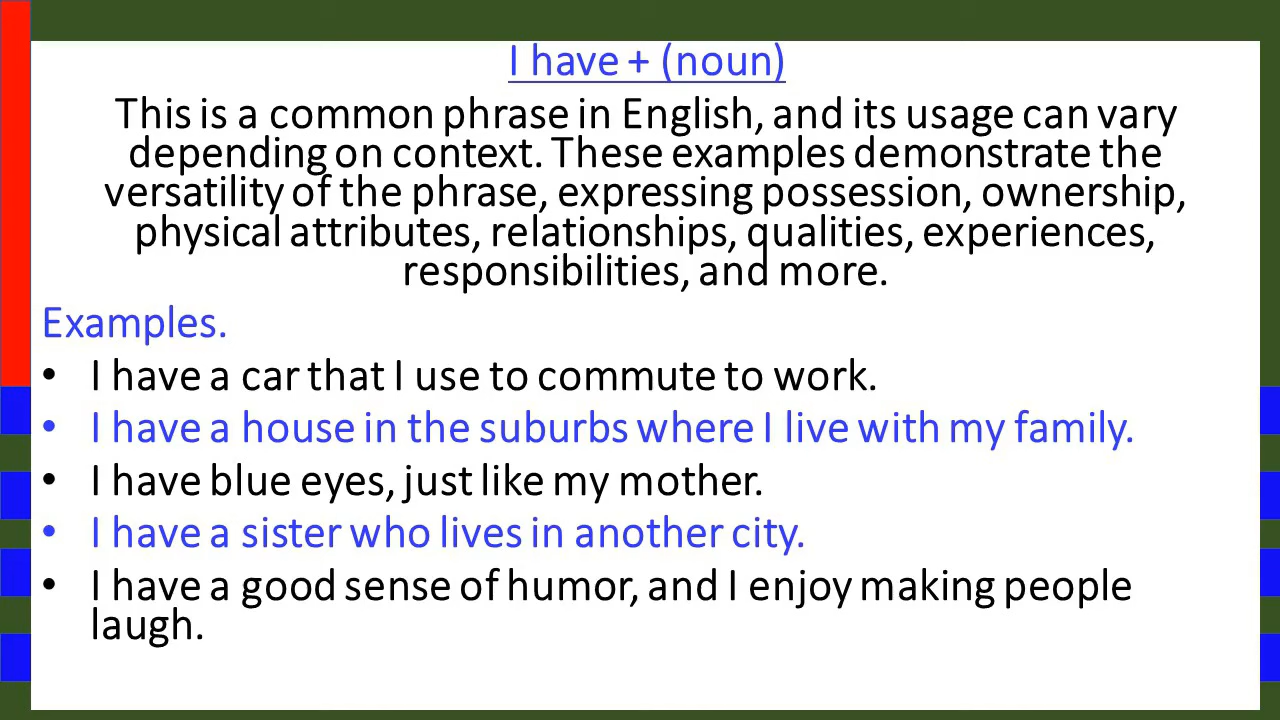 I have + (noun)
This is a common phrase in English, and its usage can vary
depending on context. These examples demonstrate the
versatility of the phrase, expressing possession, ownership,
physical attributes, relationships, qualities, experiences,
responsibilities, and more.
Examples.
• I have a car that I use to commute to work.
• I have a house in the suburbs where I live with my family.
• I have blue eyes, just like my mother.
• I have a sister who lives in another city.
• I have a good sense of humor, and I enjoy making people
laugh.